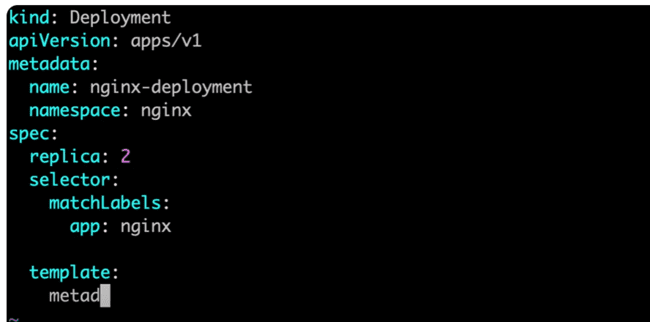 kind: Deployment
apiVersion: apps/v1
metadata:
  name: nginx-deployment
  namespace: nginx
spec:
  replica: 2
  selector:
    matchLabels:
      app: nginx

  template:
    metad
~